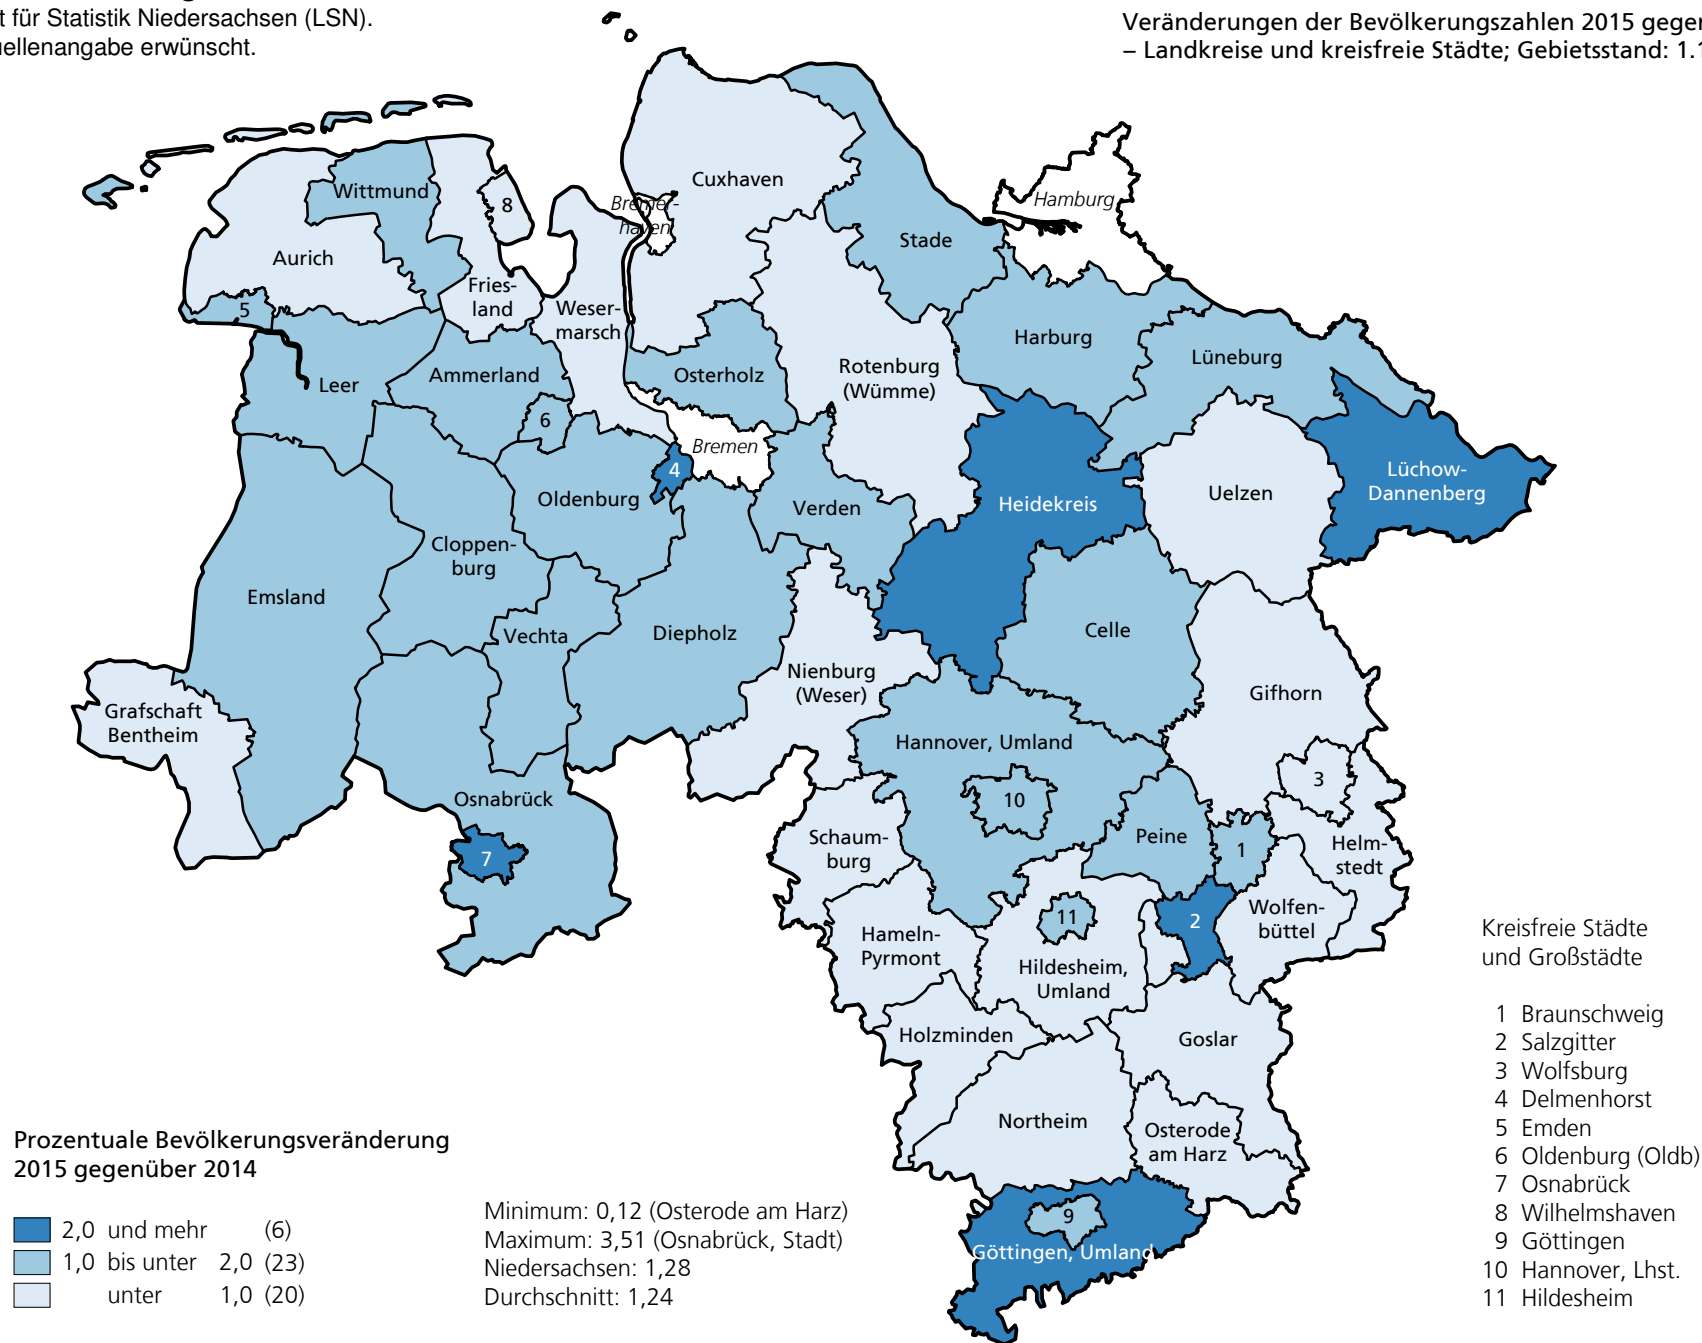 t für Statistik Niedersachsen (LSN).
uellenangabe erwünscht.
Veränderungen der Bevölkerungszahlen 2015 gegen
– Landkreise und kreisfreie Städte; Gebietsstand: 1.1
Cuxhaven
Wittmund
8
Bremer-
haven
Hamburg
Stade
Aurich
Fries-
land
5
Weser-
marsch
Harburg
Lüneburg
Rotenburg
(Wümme)
Osterholz
Ammerland
Leer
6
Bremen
4
Lüchow-
Dannenberg
Uelzen
Oldenburg
Verden
Heidekreis
Cloppen-
burg
Emsland
Vechta
Diepholz
Celle
Nienburg
(Weser)
Gifhorn
Grafschaft
Bentheim
Hannover, Umland
3
Osnabrück
10
Schaum-
burg
Peine
1
Helm-
stedt
7
Wolfen-
büttel
11
2
Hameln-
Pyrmont
Hildesheim,
Umland
Holzminden
Goslar
Northeim
Osterode
am Harz
9
Göttingen, Umland
Kreisfreie Städte
und Großstädte
1 Braunschweig
2 Salzgitter
3 Wolfsburg
4 Delmenhorst
5 Emden
6 Oldenburg (Oldb)
7 Osnabrück
8 Wilhelmshaven
9 Göttingen
10 Hannover, Lhst.
11 Hildesheim
Prozentuale Bevölkerungsveränderung
2015 gegenüber 2014
2,0 und mehr (6)
1,0 bis unter 2,0 (23)
unter 1,0 (20)
Minimum: 0,12 (Osterode am Harz)
Maximum: 3,51 (Osnabrück, Stadt)
Niedersachsen: 1,28
Durchschnitt: 1,24